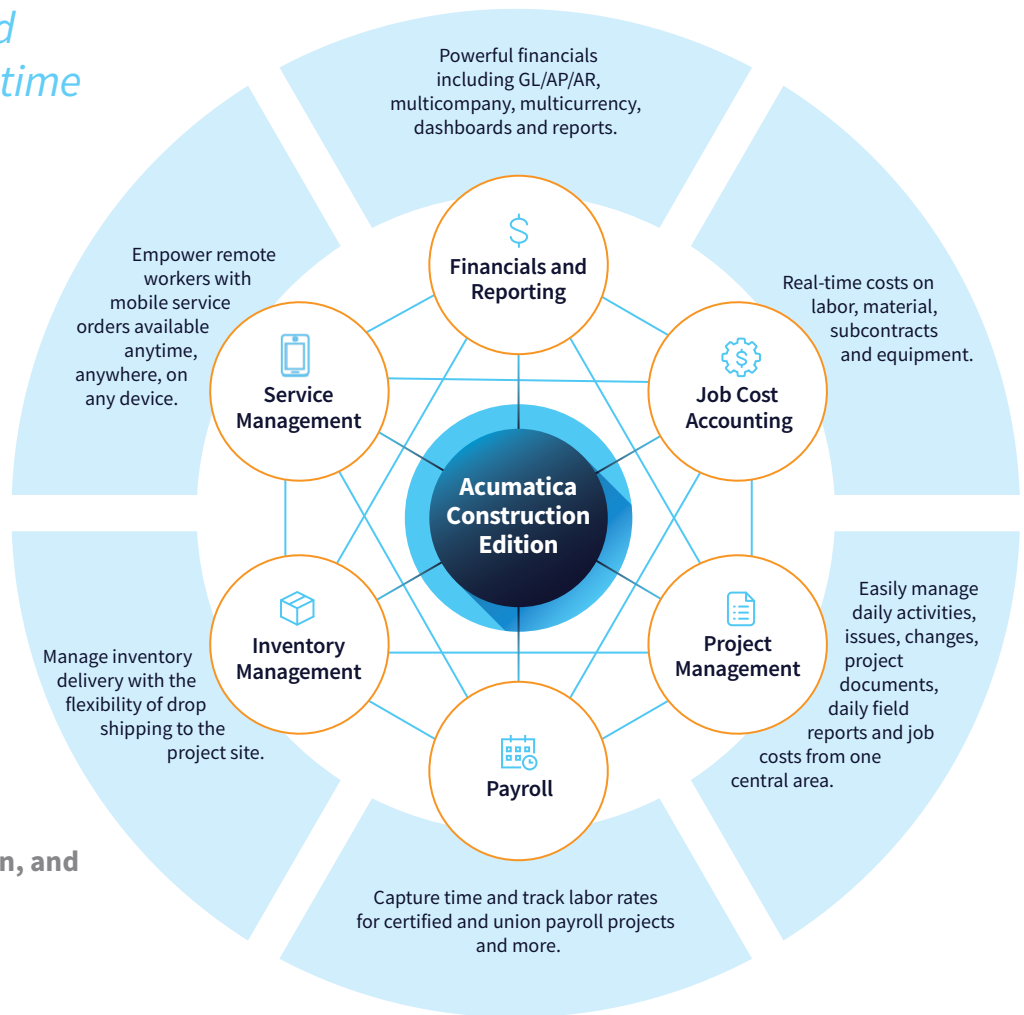 time
Powerful financials
including GL/AP/AR,
multicompany, multicurrency,
dashboards and reports.
Financials and
Reporting
Real-time costs on
labor, material,
subcontracts
and equipment.
Job Cost
Accounting
Easily manage
daily activities,
issues, changes,
project
documents,
daily field
reports and job
costs from one
central area.
Project
Management
Capture time and track labor rates
for certified and union payroll projects
and more.
Payroll
Manage inventory
delivery with the
flexibility of drop
shipping to the
project site.
Inventory
Management
Empower remote
workers with
mobile service
orders available
anytime,
anywhere, on
any device.
Service
Management
Acumatica
Construction
Edition
n, and